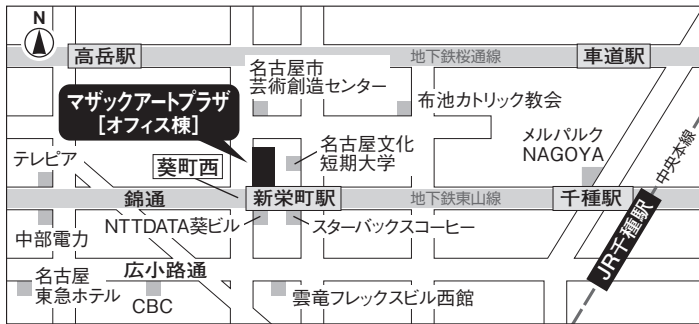 N
高岳駅
地下鉄桜通線
車道駅
名古屋市
芸術創造センター
マザックアートプラザ
[オフィス棟]
布池カトリック教会
メルパルク
NAGOYA
中央本線
テレピア
葵町西
名古屋文化
短期大学
錦通
新栄町駅
地下鉄東山線
千種駅
中部電力
NTTDATA葵ビル
スターバックスコーヒー
JR千種駅
名古屋
東急ホテル
広小路通
CBC
雲竜フレックスビル西館